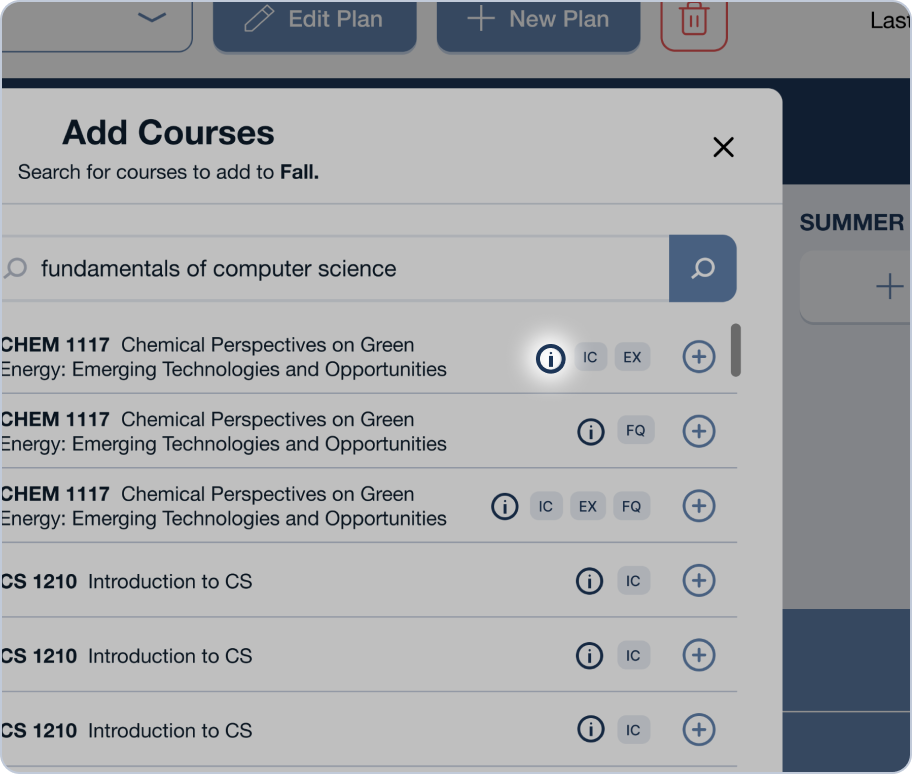 Edit Plan
New Plan
Last
Add Courses
Search for courses to add to Fall.
SUMMER
fundamentals of computer science
CHEM 1117 Chemical Perspectives on Green
Energy: Emerging Technologies and Opportunities
IC EX
CHEM 1117 Chemical Perspectives on Green
Energy: Emerging Technologies and Opportunities
FQ
CHEM 1117 Chemical Perspectives on Green
Energy: Emerging Technologies and Opportunities
IC EX FQ
CS 1210 Introduction to CS
IC
CS 1210 Introduction to CS
IC
CS 1210 Introduction to CS
IC